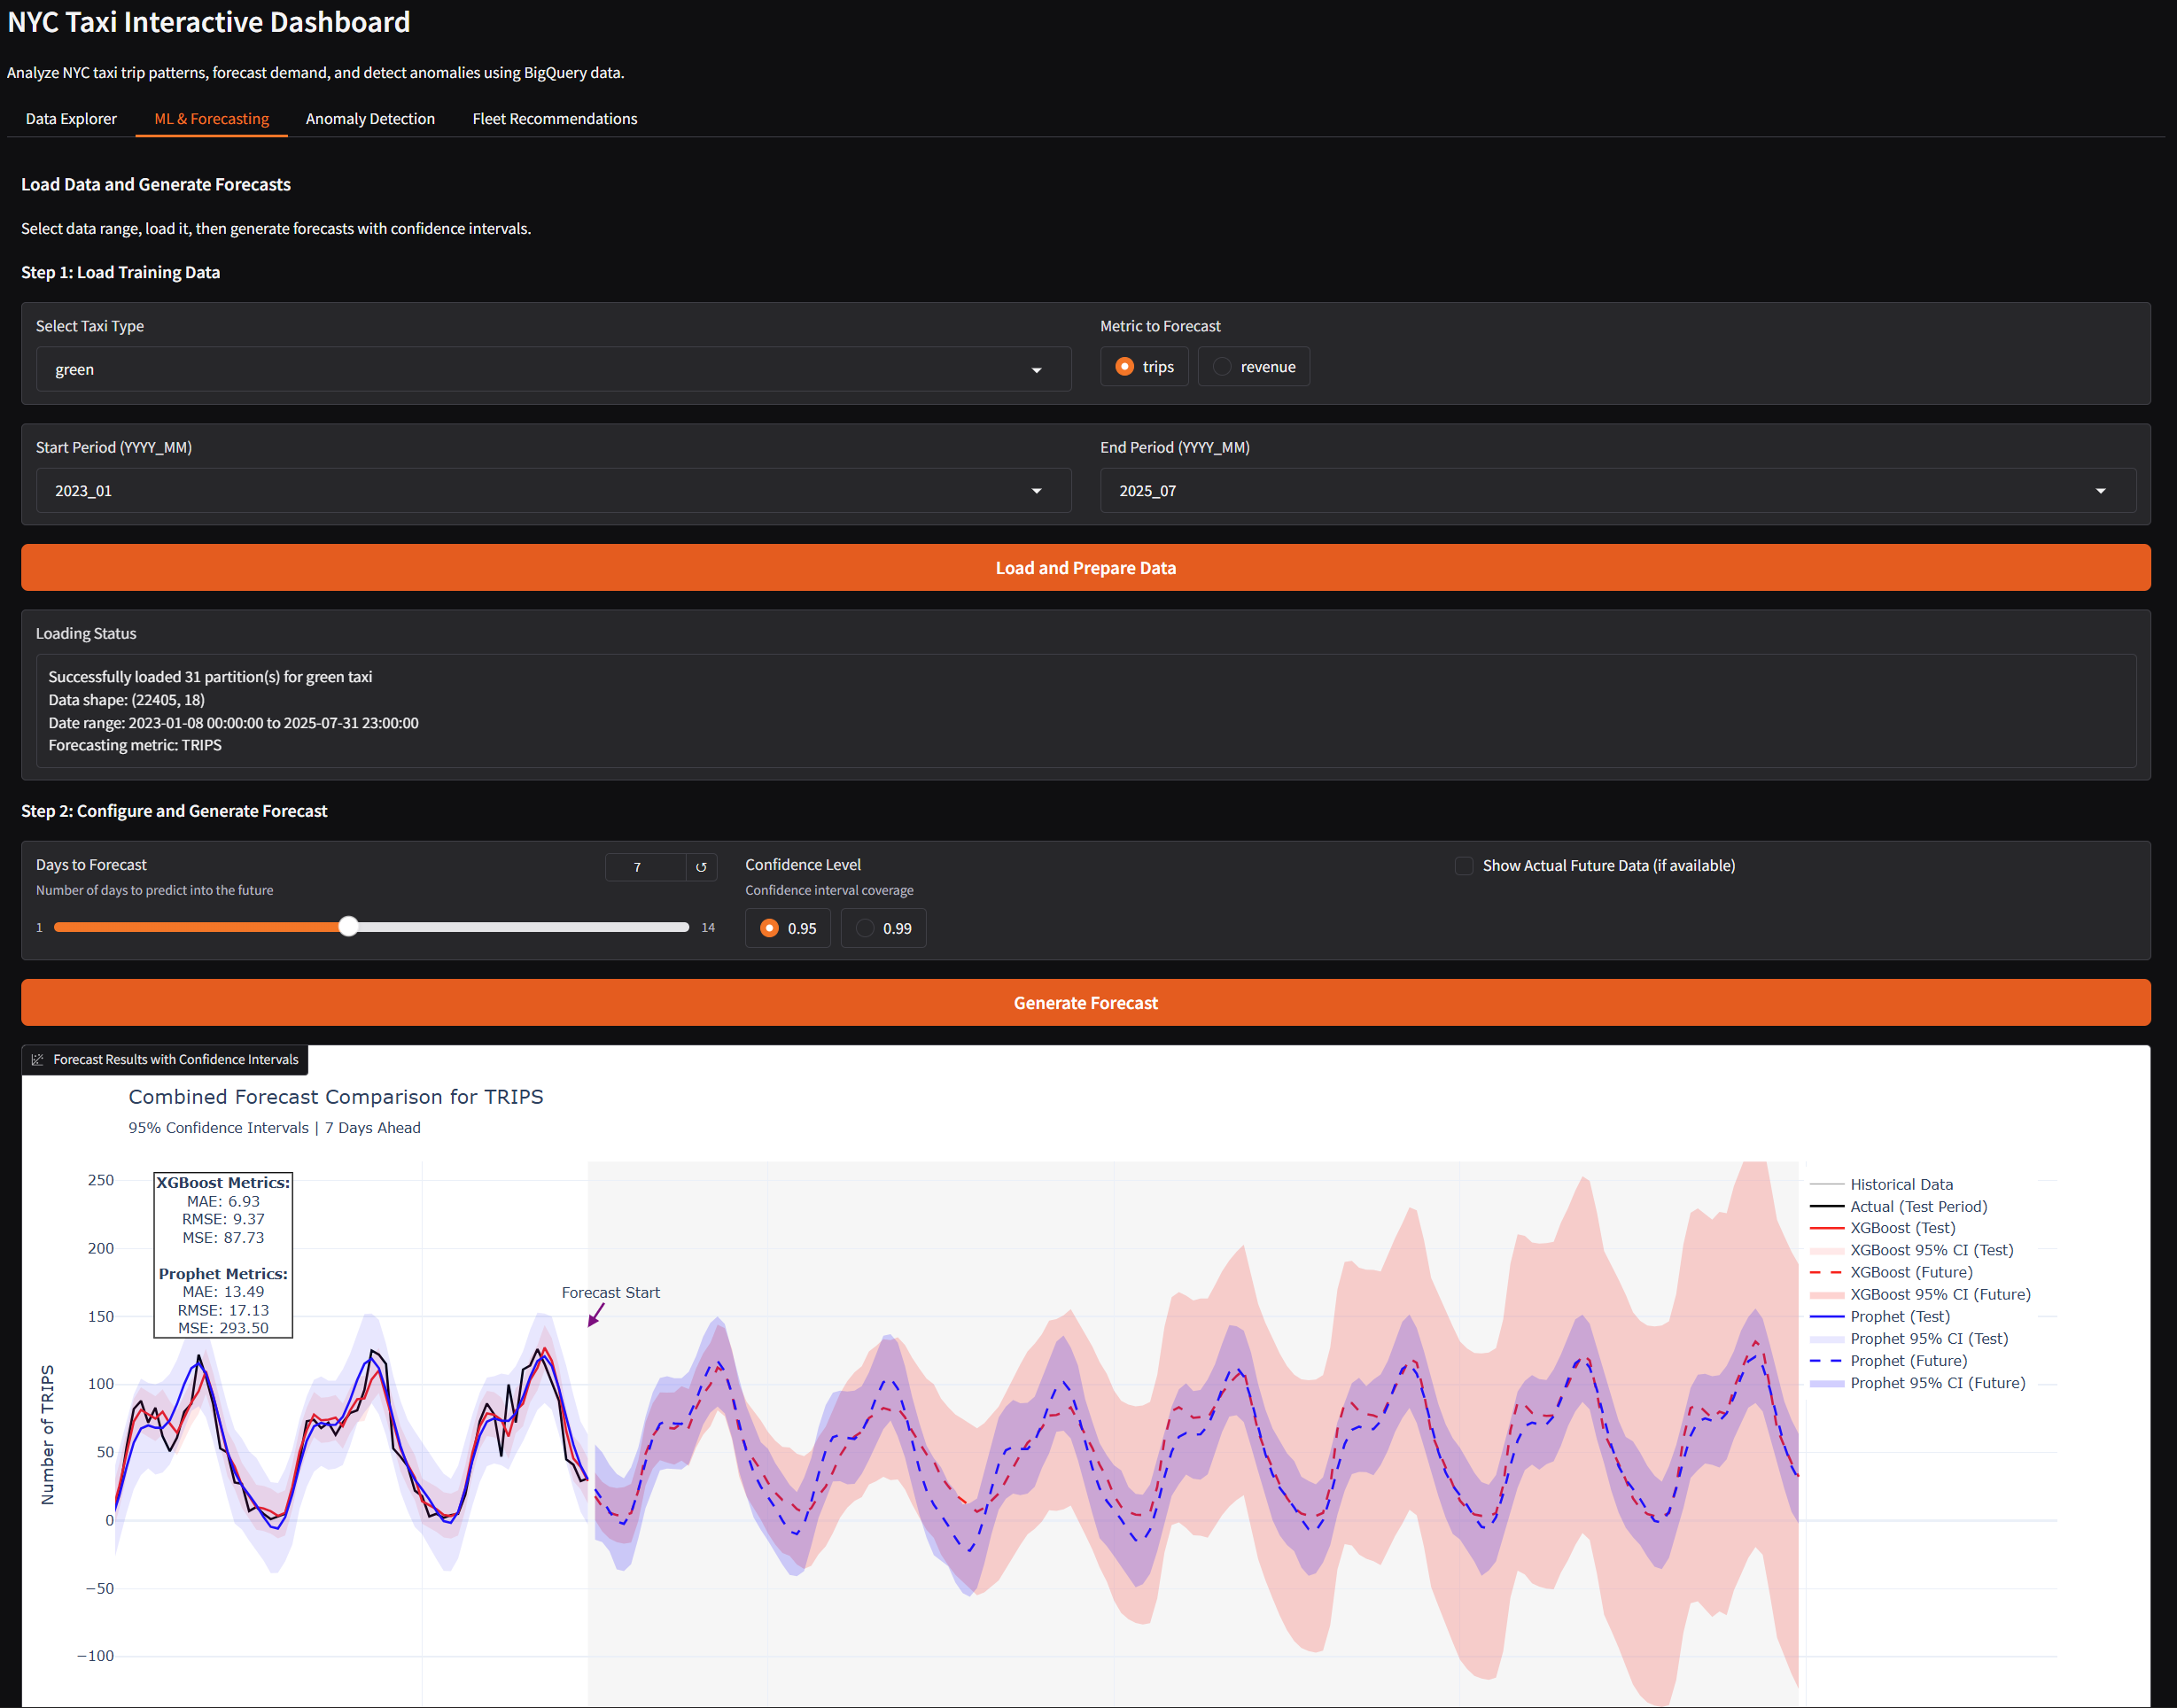 NYC Taxi Interactive Dashboard
Analyze NYC taxi trip patterns, forecast demand, and detect anomalies using BigQuery data.
Data Explorer
ML & Forecasting
Anomaly Detection
Fleet Recommendations
Load Data and Generate Forecasts
Select data range, load it, then generate forecasts with confidence intervals.
Step 1: Load Training Data
Select Taxi Type
green
Metric to Forecast
trips
revenue
Start Period (YYYY_MM)
2023_01
End Period (YYYY_MM)
2025_07
Load and Prepare Data
Loading Status
Successfully loaded 31 partition(s) for green taxi
Data shape: (22405, 18)
Date range: 2023-01-08 00:00:00 to 2025-07-31 23:00:00
Forecasting metric: TRIPS
Step 2: Configure and Generate Forecast
Days to Forecast
7
Number of days to predict into the future
1
14
Confidence Level
Confidence interval coverage
0.95
0.99
Show Actual Future Data (if available)
Generate Forecast
Forecast Results with Confidence Intervals
Combined Forecast Comparison for TRIPS
95% Confidence Intervals | 7 Days Ahead
250
200
150
100
50
0
−50
−100
Number of TRIPS
XGBoost Metrics:
MAE: 6.93
RMSE: 9.37
MSE: 87.73
Prophet Metrics:
MAE: 13.49
RMSE: 17.13
MSE: 293.50
Forecast Start
Historical Data
Actual (Test Period)
XGBoost (Test)
XGBoost 95% CI (Test)
XGBoost (Future)
XGBoost 95% CI (Future)
Prophet (Test)
Prophet 95% CI (Test)
Prophet (Future)
Prophet 95% CI (Future)